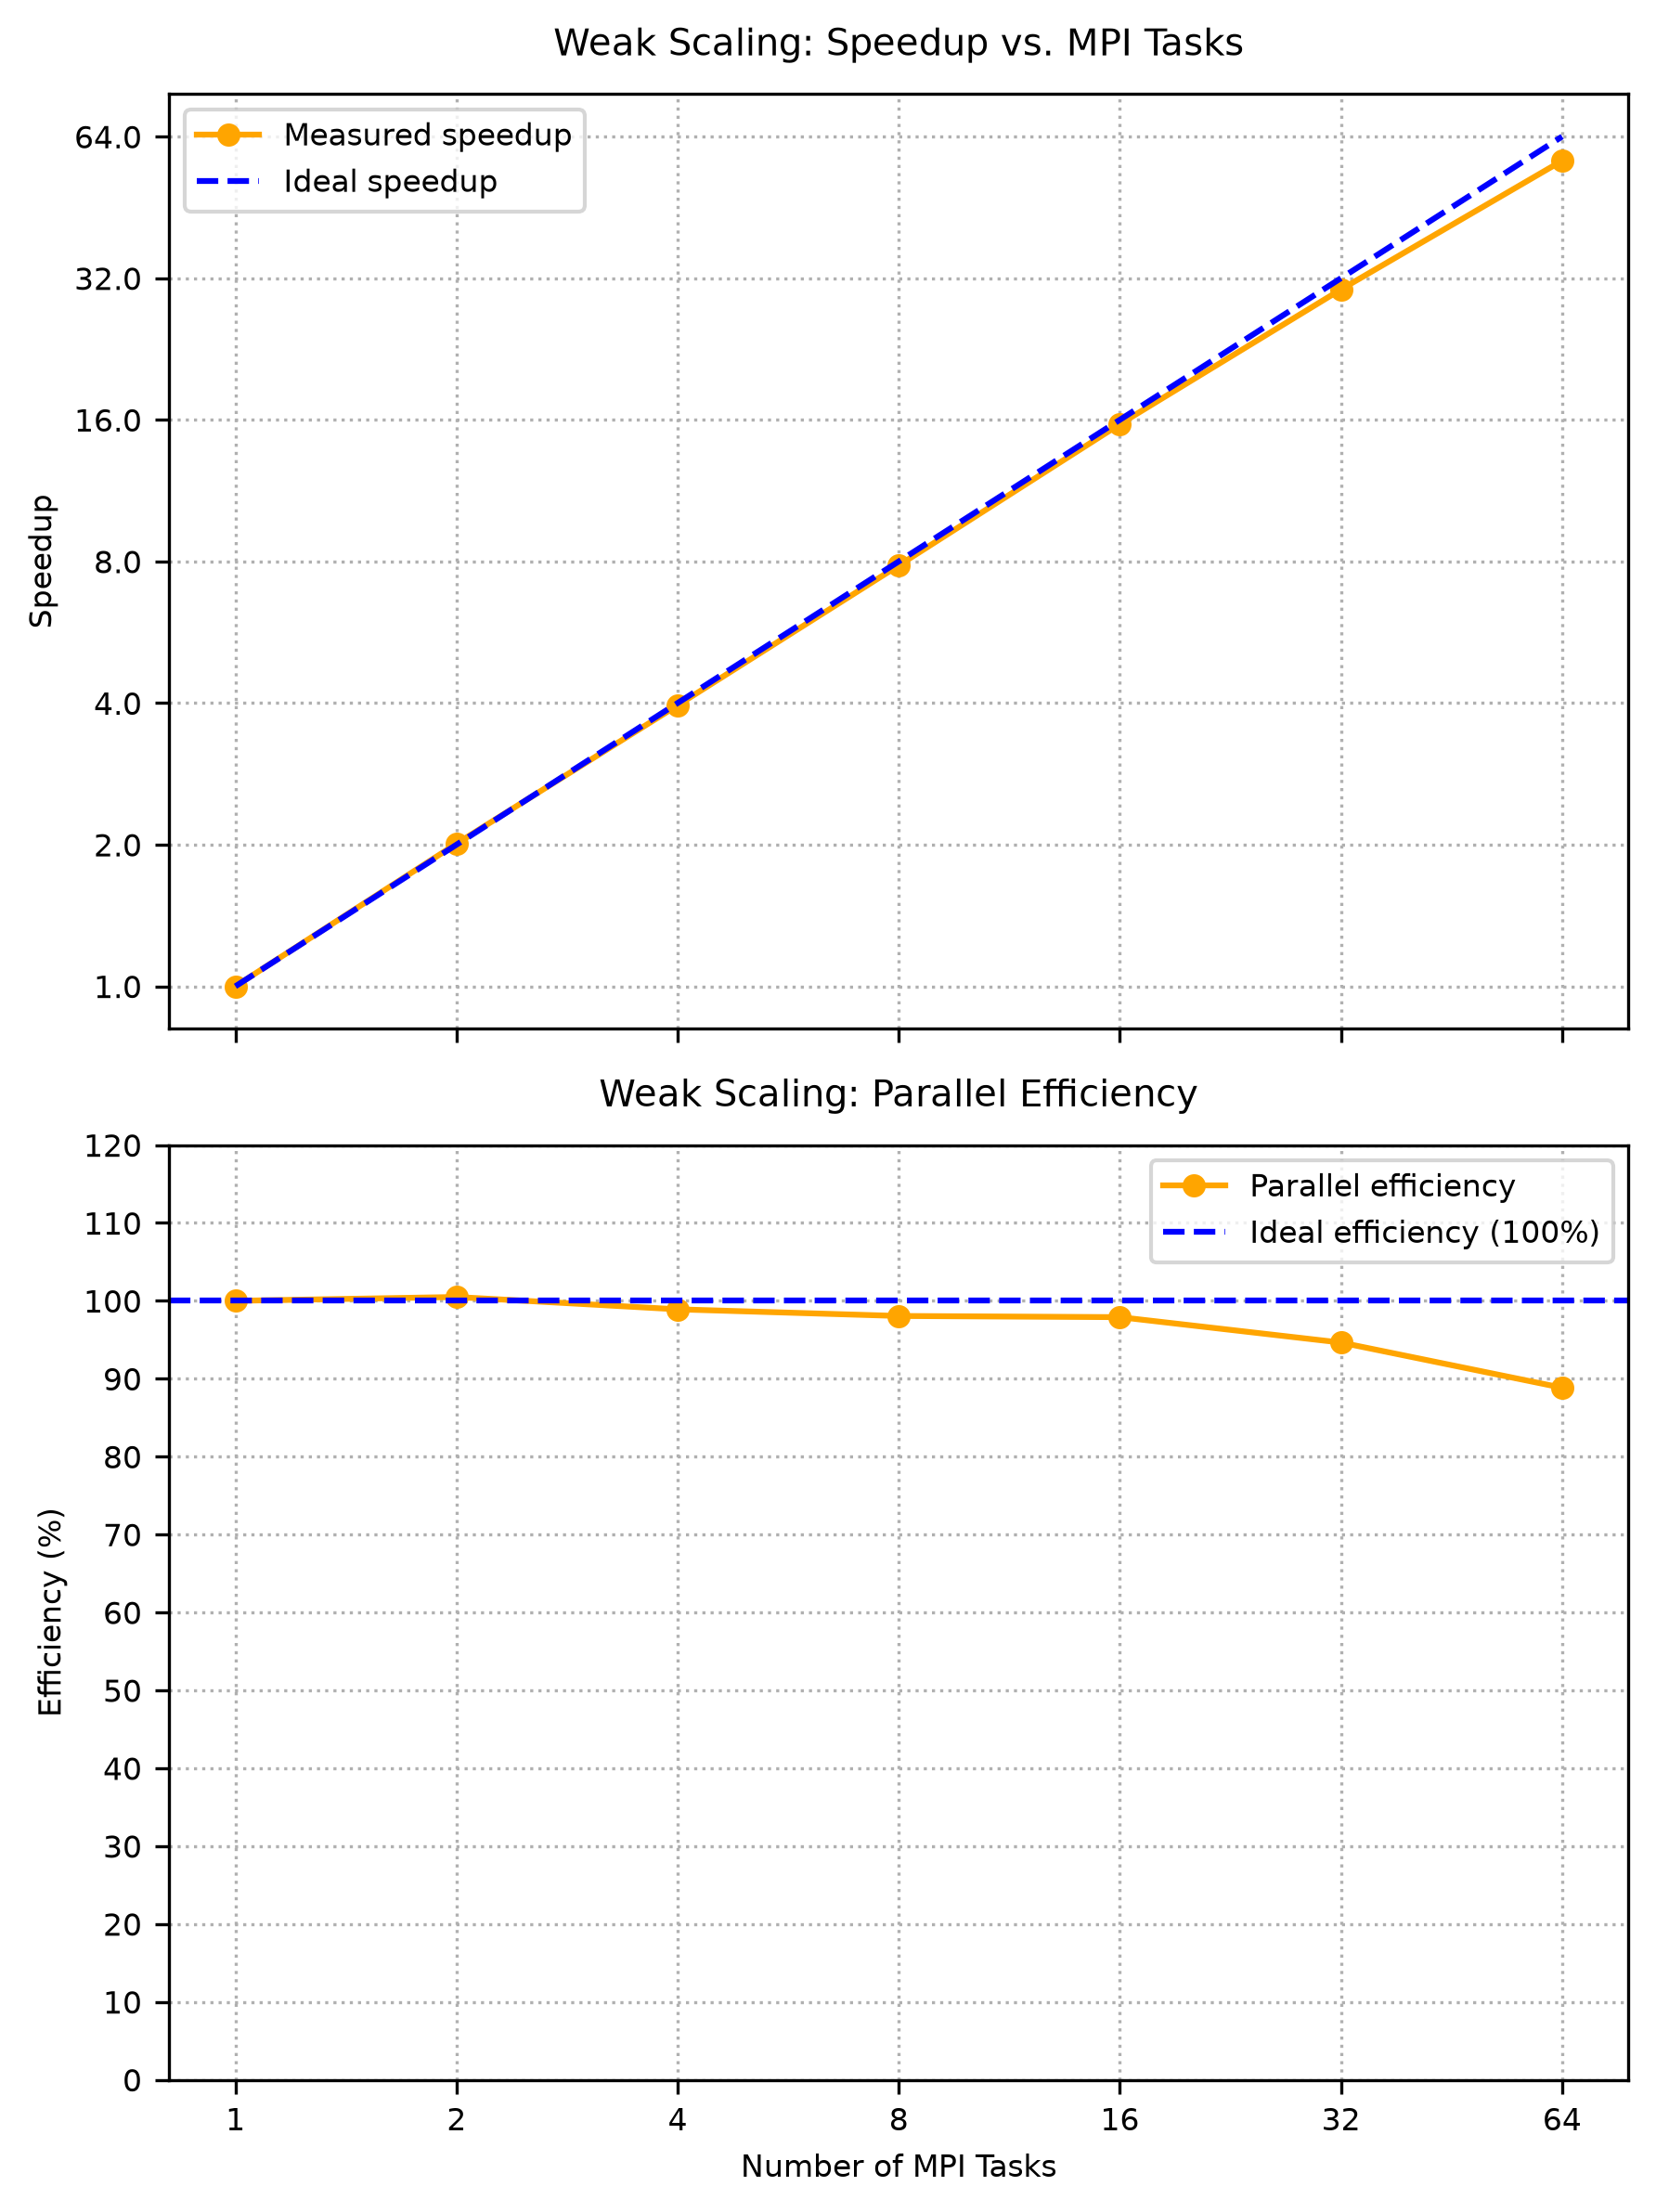 Weak Scaling: Speedup vs. MPI Tasks
Measured speedup
Ideal speedup
64.0
32.0
16.0
8.0
4.0
2.0
1.0
Speedup
Weak Scaling: Parallel Efficiency
Parallel efficiency
Ideal efficiency (100%)
120
110
100
90
80
70
60
50
40
30
20
10
0
Efficiency (%)
1 2 4 8 16 32 64
Number of MPI Tasks